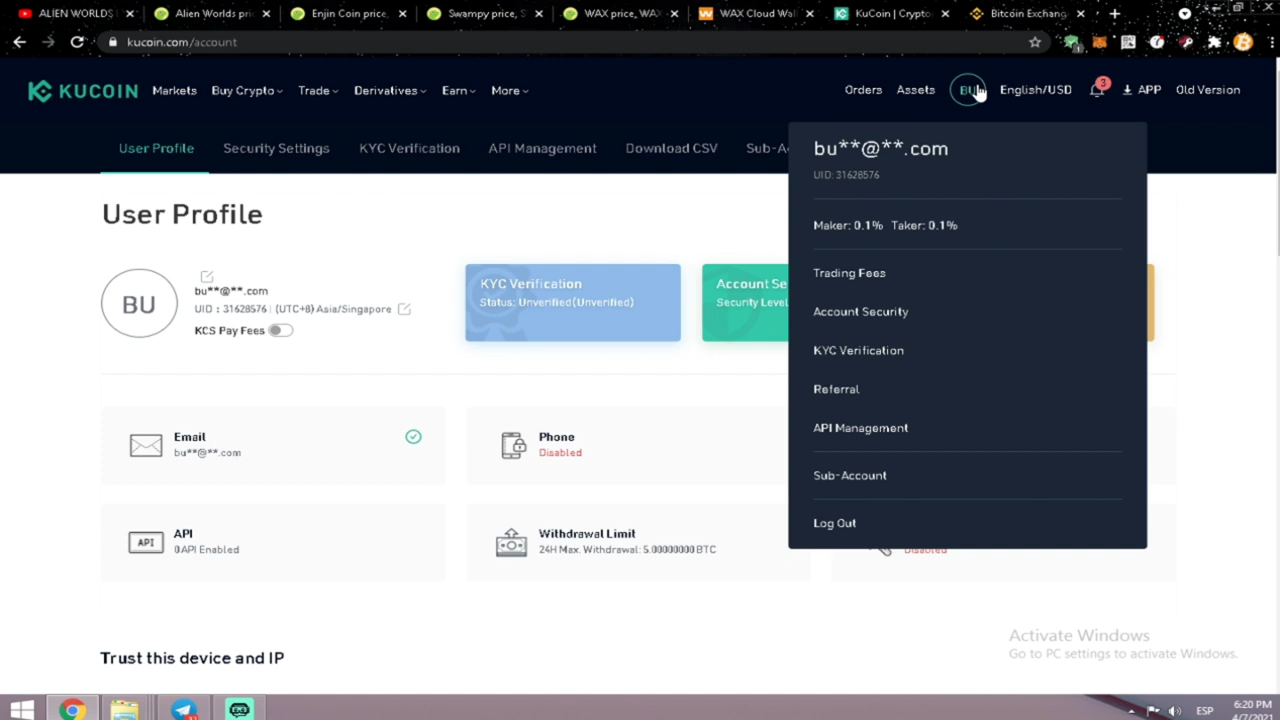 ALIEN WORLDS
Alien Worlds pri
Enjin Coin price,
Swampy price, S
WAX price, WAX
WAX Cloud Wall
KuCoin | Crypto
Bitcoin Exchang
kucoin.com/account
KUCOIN
Markets
Buy Crypto
Trade
Derivatives
Earn
More
Orders
Assets
BU
English/USD
3
APP
Old Version
User Profile
Security Settings
KYC Verification
API Management
Download CSV
Sub-A
bu**@**.com
UID: 31628576
Maker: 0.1% Taker: 0.1%
Trading Fees
Account Security
KYC Verification
Referral
API Management
Sub-Account
Log Out
User Profile
BU
bu**@**.com
UID : 31628576 | (UTC+8) Asia/Singapore
KCS Pay Fees
KYC Verification
Status: Unverified(Unverified)
Account Se
Security Level
Email
bu**@**.com
Phone
Disabled
API
0 API Enabled
API
Withdrawal Limit
24H Max. Withdrawal: 5.00000000 BTC
Disabled
Trust this device and IP
Activate Windows
Go to PC settings to activate Windows.
ESP
6:20 PM
4/7/2021